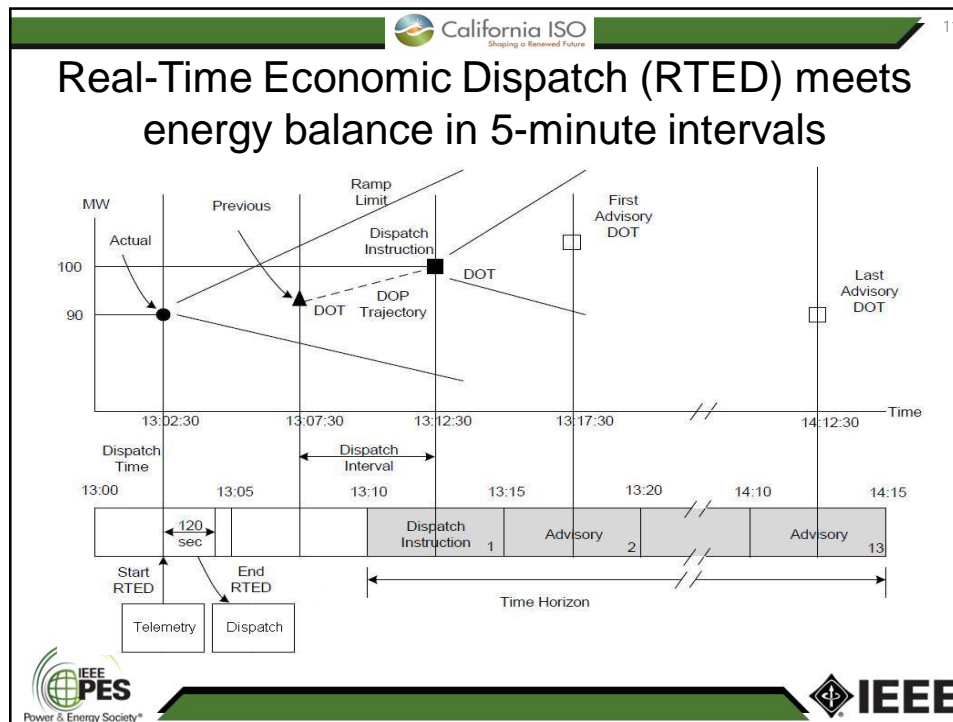 California ISO
Shaping a Renewed Future
Real-Time Economic Dispatch (RTED) meets
energy balance in 5-minute intervals
MW
Previous
Ramp
Limit
First
Advisory
DOT
Actual
Dispatch
Instruction
100
DOT
Last
Advisory
DOT
90
DOT
DOP
Trajectory
Time
13:02:30
13:07:30
13:12:30
13:17:30
14:12:30
Dispatch
Time
Dispatch
Interval
13:00
13:05
13:10
13:15
13:20
14:10
14:15
120
sec
Dispatch
Instruction
1
Advisory
2
Advisory
13
Start
RTED
End
RTED
Time Horizon
Telemetry
Dispatch
IEEE
PES
Power & Energy Society®
IEEE